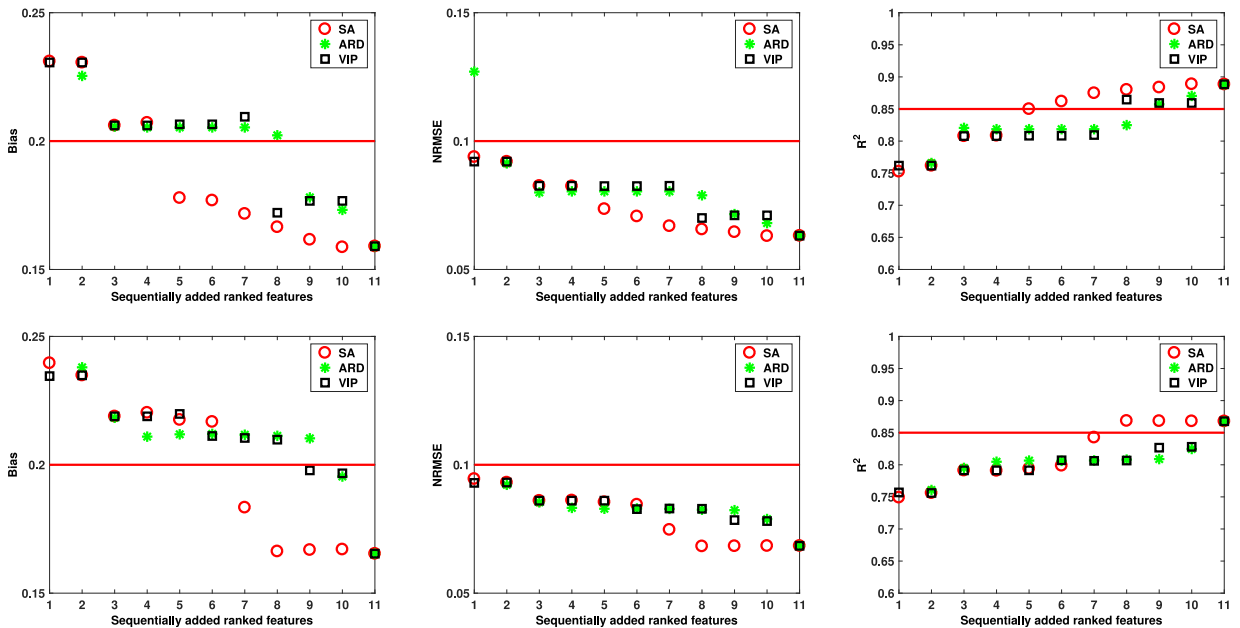 0.25
0.2
0.15
Bias
SA
ARD
VIP
1 2 3 4 5 6 7 8 9 10 11
Sequentially added ranked features
0.15
0.1
0.05
NRMSE
SA
ARD
VIP
1 2 3 4 5 6 7 8 9 10 11
Sequentially added ranked features
1
0.95
0.9
0.85
0.8
0.75
0.7
0.65
0.6
R²
SA
ARD
VIP
1 2 3 4 5 6 7 8 9 10 11
Sequentially added ranked features
0.25
0.2
0.15
Bias
SA
ARD
VIP
1 2 3 4 5 6 7 8 9 10 11
Sequentially added ranked features
0.15
0.1
0.05
NRMSE
SA
ARD
VIP
1 2 3 4 5 6 7 8 9 10 11
Sequentially added ranked features
1
0.95
0.9
0.85
0.8
0.75
0.7
0.65
0.6
R²
SA
ARD
VIP
1 2 3 4 5 6 7 8 9 10 11
Sequentially added ranked features